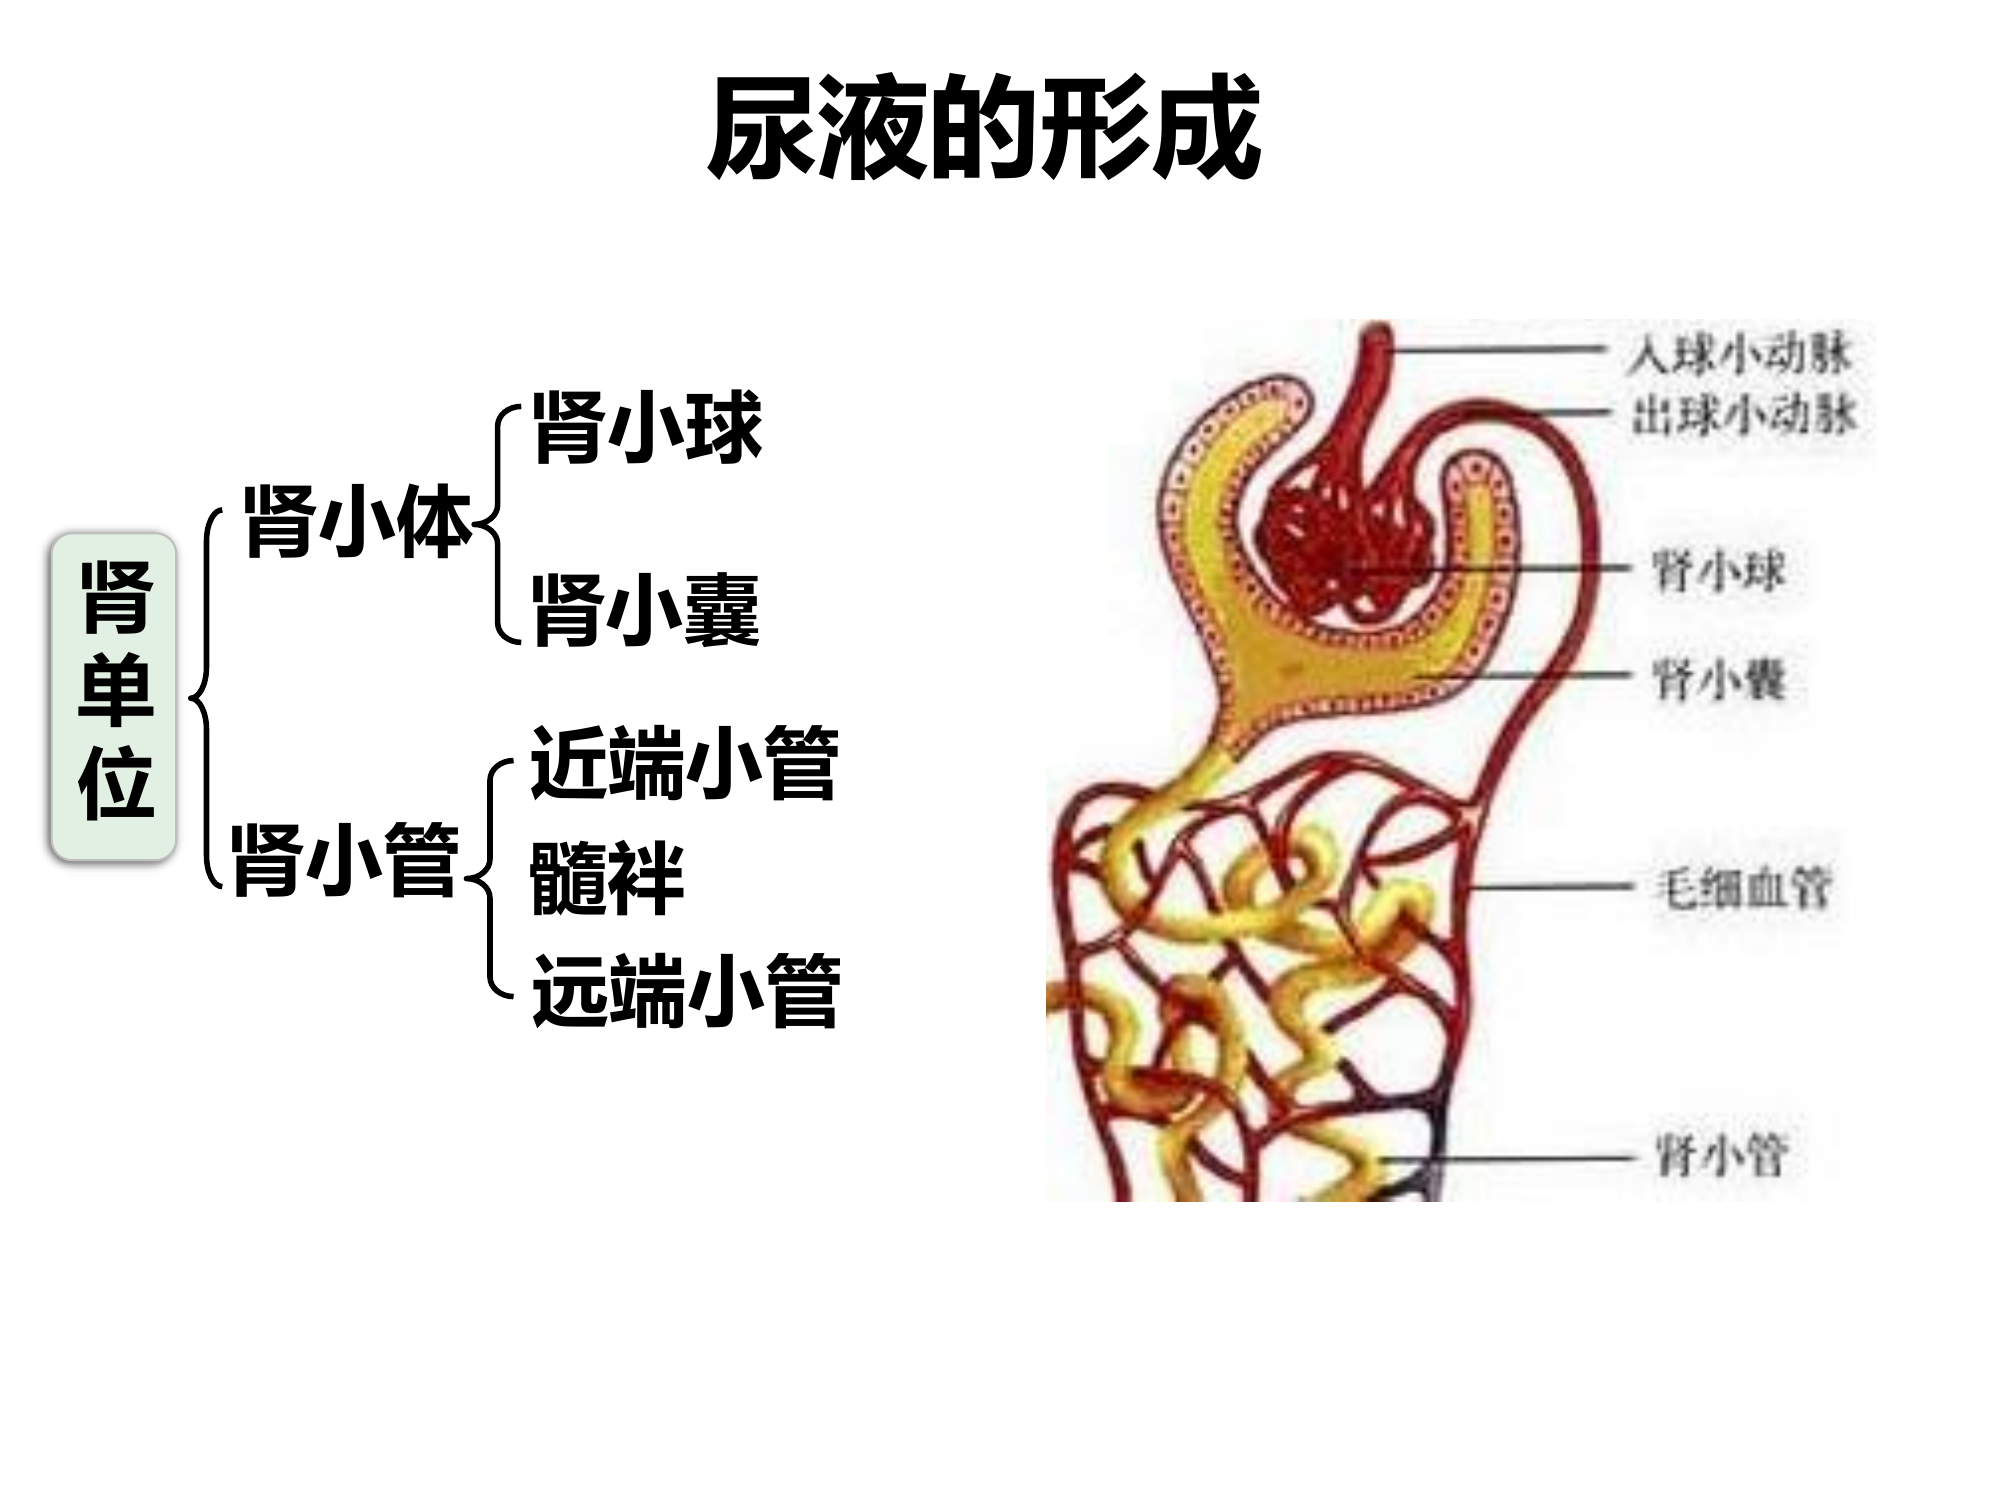 尿液的形成
肾单位
肾小体
肾小球
肾小囊
肾小管
近端小管
髓袢
远端小管
入球小动脉
出球小动脉
肾小球
肾小囊
毛细血管
肾小管